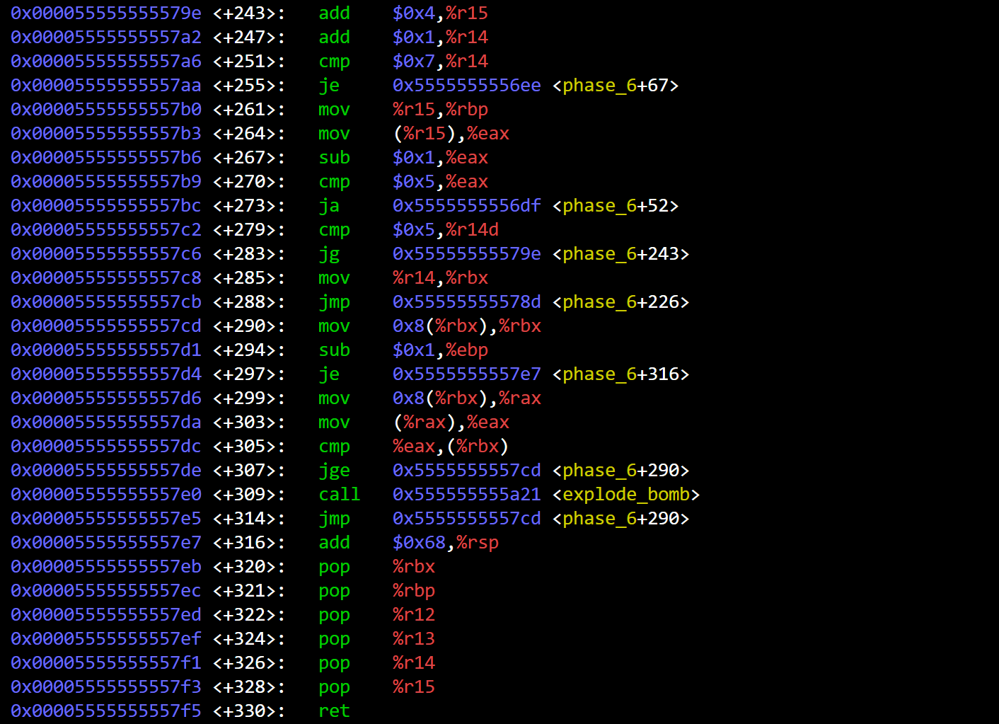 0x000055555555579e <+243>: add $0x4,%r15
0x00005555555557a2 <+247>: add $0x1,%r14
0x00005555555557a6 <+251>: cmp $0x7,%r14
0x00005555555557aa <+255>: je 0x5555555556ee <phase_6+67>
0x00005555555557b0 <+261>: mov %r15,%rbp
0x00005555555557b3 <+264>: mov (%r15),%eax
0x00005555555557b6 <+267>: sub $0x1,%eax
0x00005555555557b9 <+270>: cmp $0x5,%eax
0x00005555555557bc <+273>: ja 0x5555555556df <phase_6+52>
0x00005555555557c2 <+279>: cmp $0x5,%r14d
0x00005555555557c6 <+283>: jg 0x55555555579e <phase_6+243>
0x00005555555557c8 <+285>: mov %r14,%rbx
0x00005555555557cb <+288>: jmp 0x55555555578d <phase_6+226>
0x00005555555557cd <+290>: mov 0x8(%rbx),%rbx
0x00005555555557d1 <+294>: sub $0x1,%ebp
0x00005555555557d4 <+297>: je 0x5555555557e7 <phase_6+316>
0x00005555555557d6 <+299>: mov 0x8(%rbx),%rax
0x00005555555557da <+303>: mov (%rax),%eax
0x00005555555557dc <+305>: cmp %eax,(%rbx)
0x00005555555557de <+307>: jge 0x5555555557cd <phase_6+290>
0x00005555555557e0 <+309>: call 0x555555555a21 <explode_bomb>
0x00005555555557e5 <+314>: jmp 0x5555555557cd <phase_6+290>
0x00005555555557e7 <+316>: add $0x68,%rsp
0x00005555555557eb <+320>: pop %rbx
0x00005555555557ec <+321>: pop %rbp
0x00005555555557ed <+322>: pop %r12
0x00005555555557ef <+324>: pop %r13
0x00005555555557f1 <+326>: pop %r14
0x00005555555557f3 <+328>: pop %r15
0x00005555555557f5 <+330>: ret